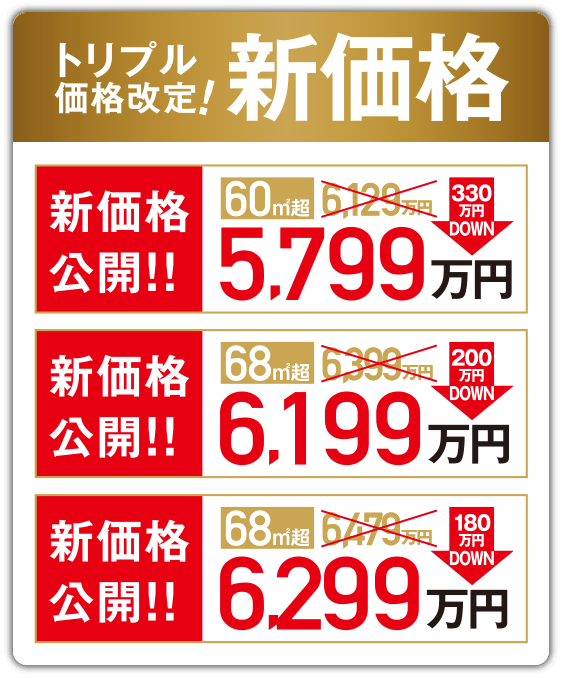 トリプル
価格改定!
新価格
新価格
公開!!
60㎡超 6,129万円
5,799万円
330
万円
DOWN
新価格
公開!!
68㎡超 6,399万円
6,199万円
200
万円
DOWN
新価格
公開!!
68㎡超 6,479万円
6,299万円
180
万円
DOWN